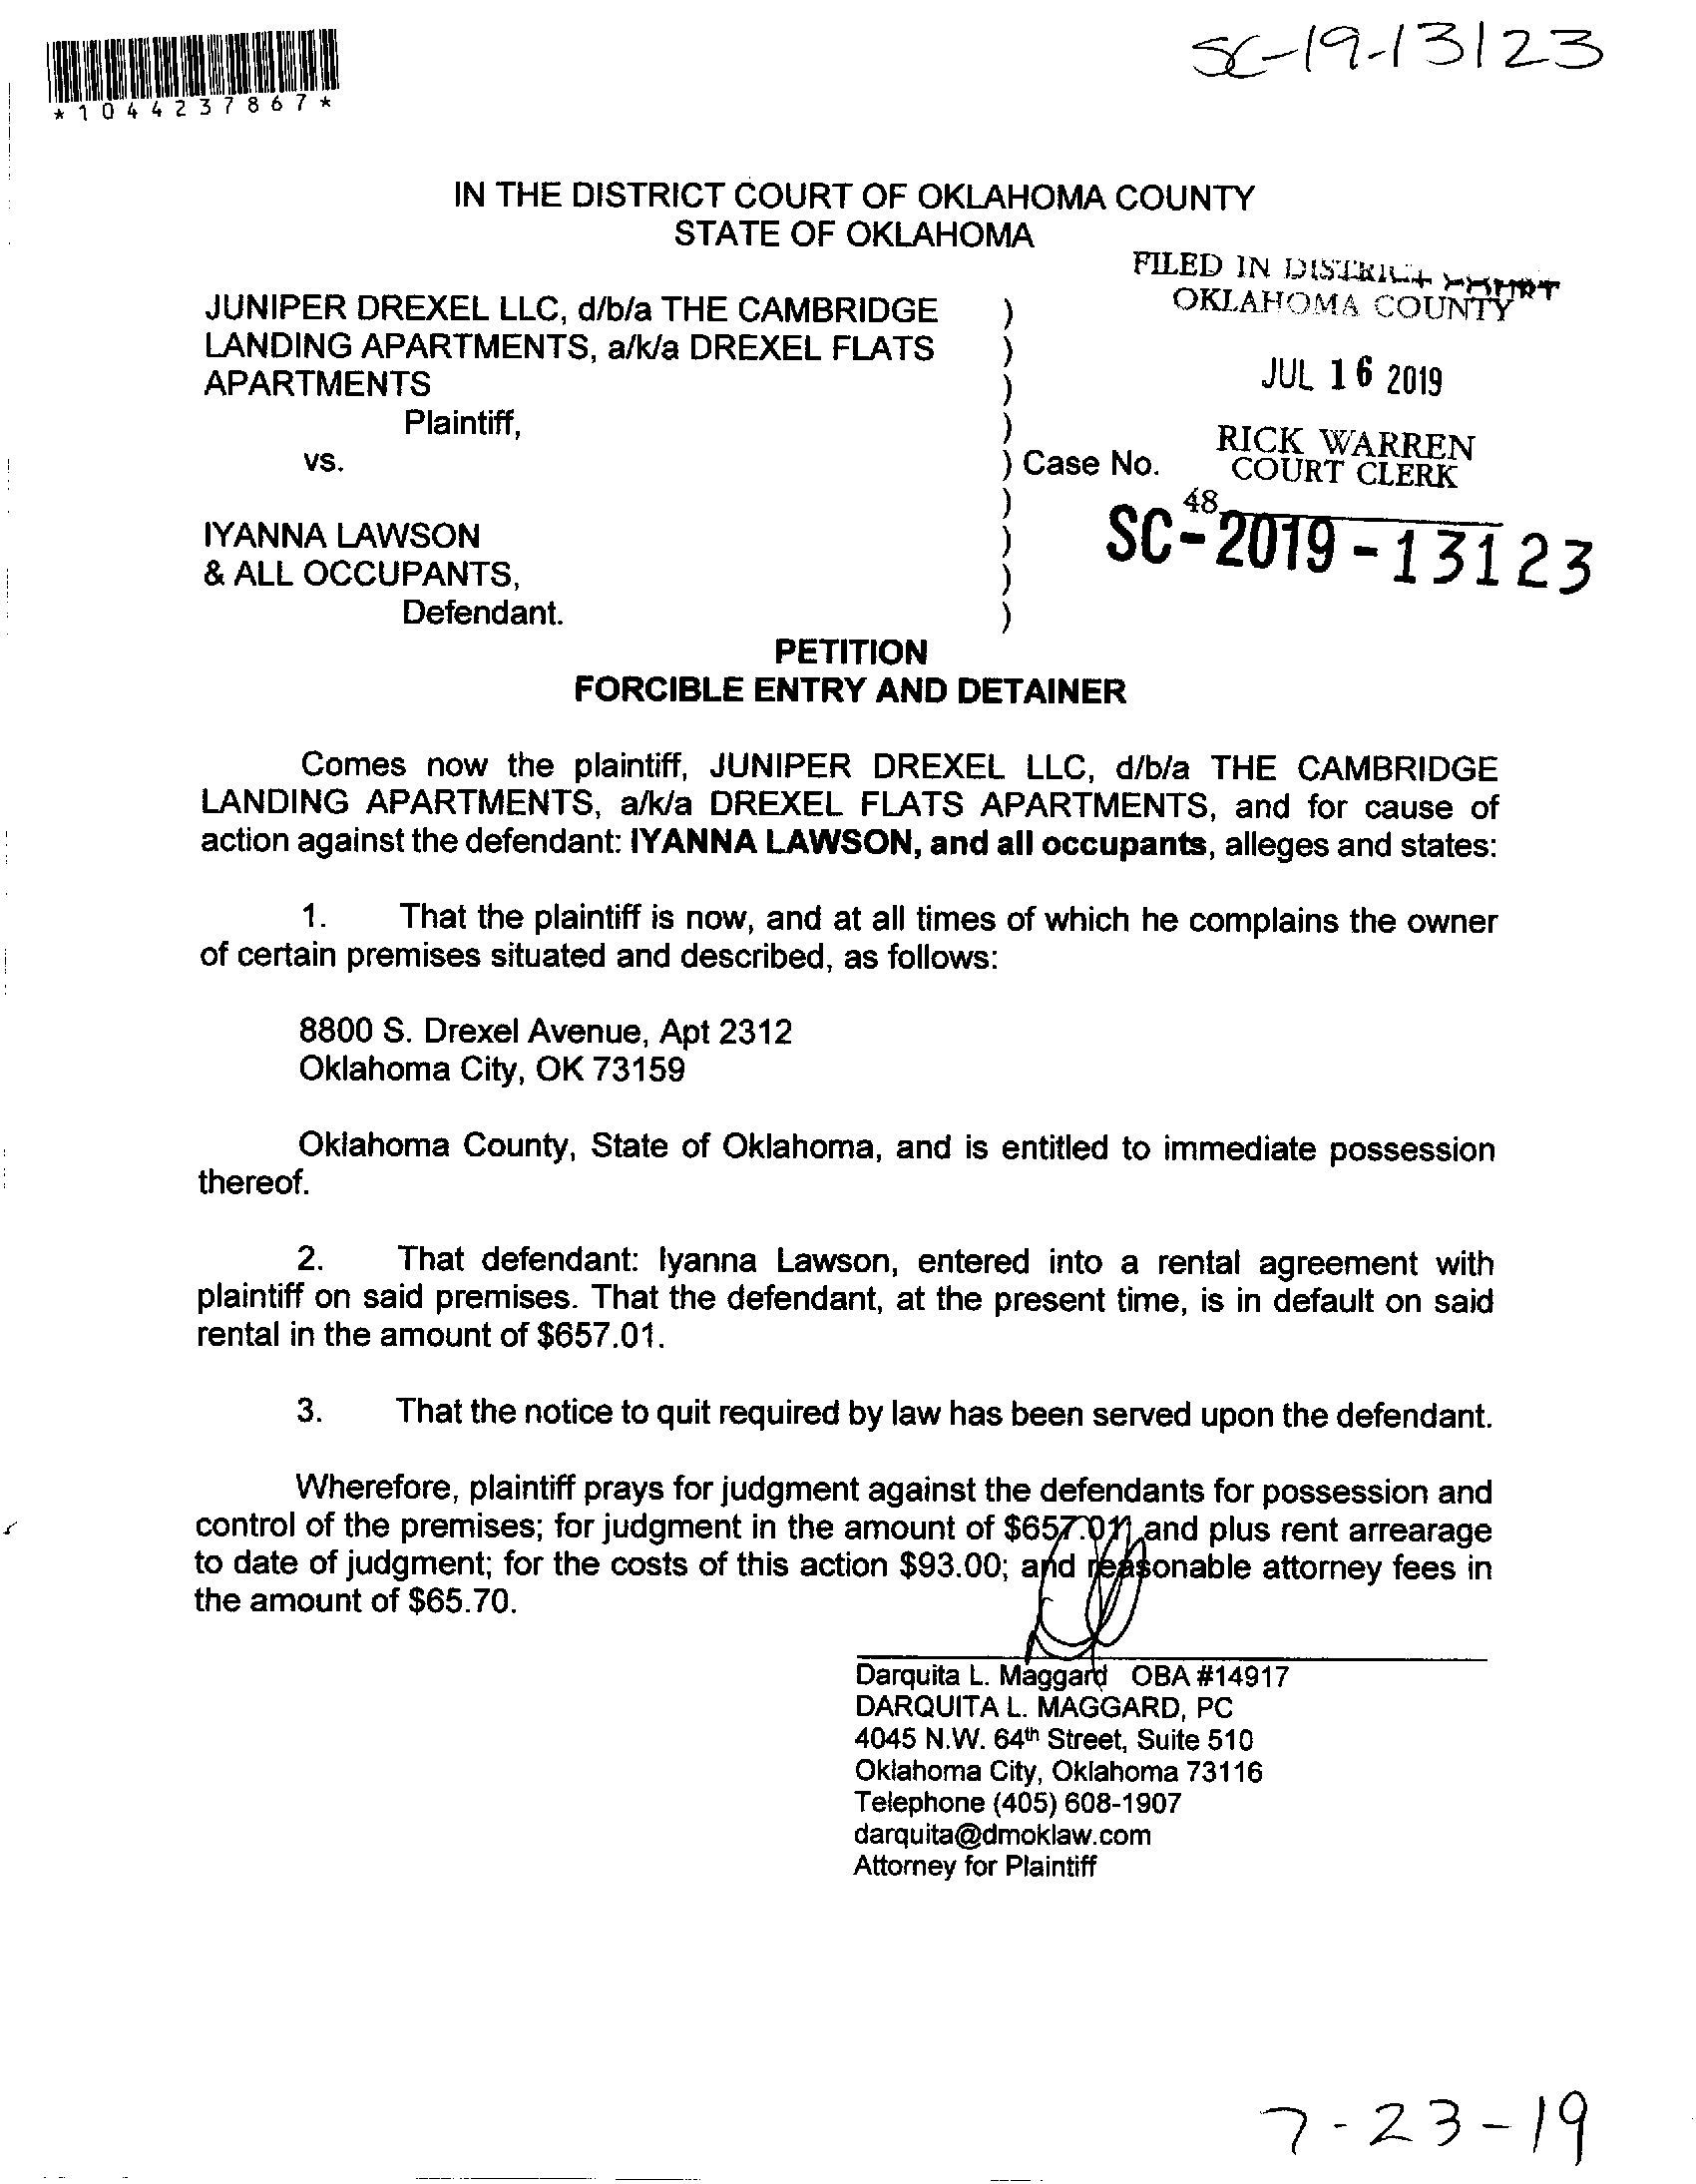 SC-19-13123
*1044237867*
IN THE DISTRICT COURT OF OKLAHOMA COUNTY
STATE OF OKLAHOMA
FILED IN DISTRICT COURT
OKLAHOMA COUNTY
JUL 16 2019
RICK WARREN
COURT CLERK
48
SC-2019-13123
JUNIPER DREXEL LLC, d/b/a THE CAMBRIDGE )
LANDING APARTMENTS, a/k/a DREXEL FLATS )
APARTMENTS )
Plaintiff, )
vs. ) Case No.
)
IYANNA LAWSON )
& ALL OCCUPANTS, )
Defendant. )
PETITION
FORCIBLE ENTRY AND DETAINER
Comes now the plaintiff, JUNIPER DREXEL LLC, d/b/a THE CAMBRIDGE
LANDING APARTMENTS, a/k/a DREXEL FLATS APARTMENTS, and for cause of
action against the defendant: IYANNA LAWSON, and all occupants, alleges and states:
1. That the plaintiff is now, and at all times of which he complains the owner
of certain premises situated and described, as follows:
8800 S. Drexel Avenue, Apt 2312
Oklahoma City, OK 73159
Oklahoma County, State of Oklahoma, and is entitled to immediate possession
thereof.
2. That defendant: Iyanna Lawson, entered into a rental agreement with
plaintiff on said premises. That the defendant, at the present time, is in default on said
rental in the amount of $657.01.
3. That the notice to quit required by law has been served upon the defendant.
Wherefore, plaintiff prays for judgment against the defendants for possession and
control of the premises; for judgment in the amount of $657.01, and plus rent arrearage
to date of judgment; for the costs of this action $93.00; and reasonable attorney fees in
the amount of $65.70.
Darquita L. Maggard OBA #14917
DARQUITA L. MAGGARD, PC
4045 N.W. 64th Street, Suite 510
Oklahoma City, Oklahoma 73116
Telephone (405) 608-1907
darquita@dmoklaw.com
Attorney for Plaintiff
7-23-19